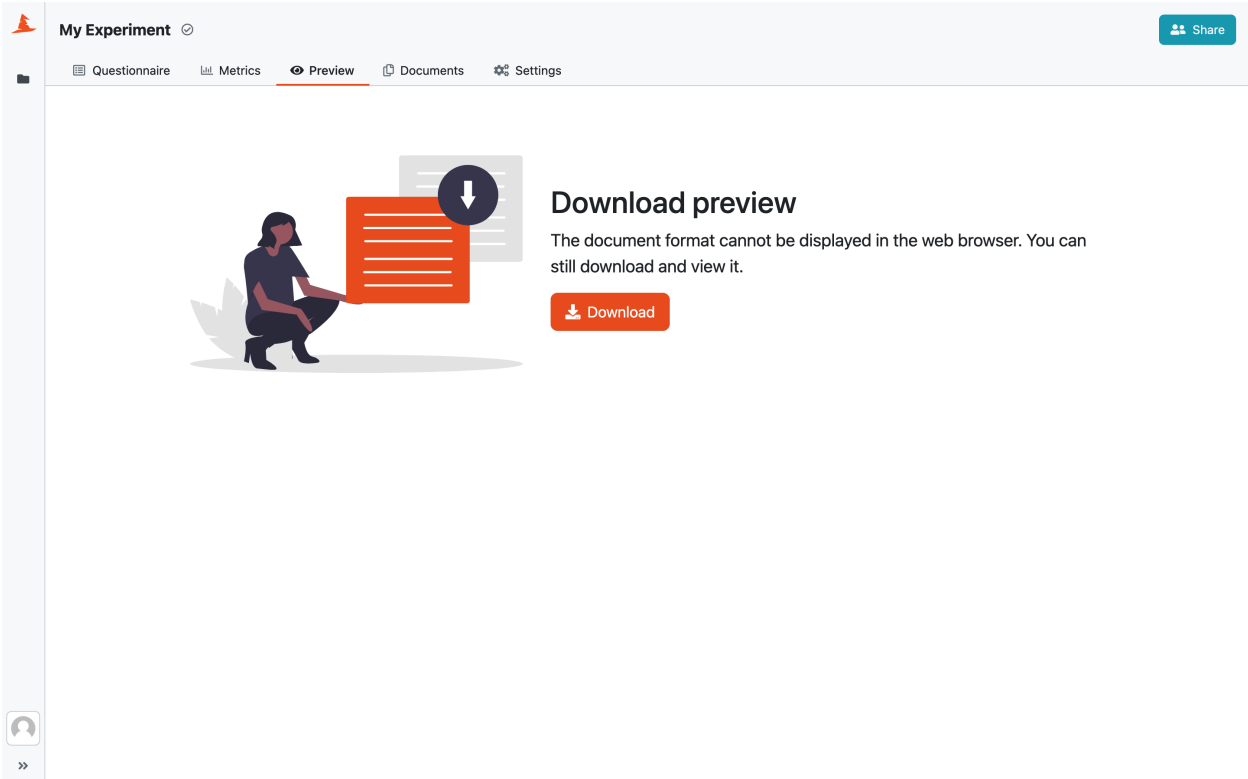 My Experiment
Share
Questionnaire
Metrics
Preview
Documents
Settings
Download preview
The document format cannot be displayed in the web browser. You can
still download and view it.
Download